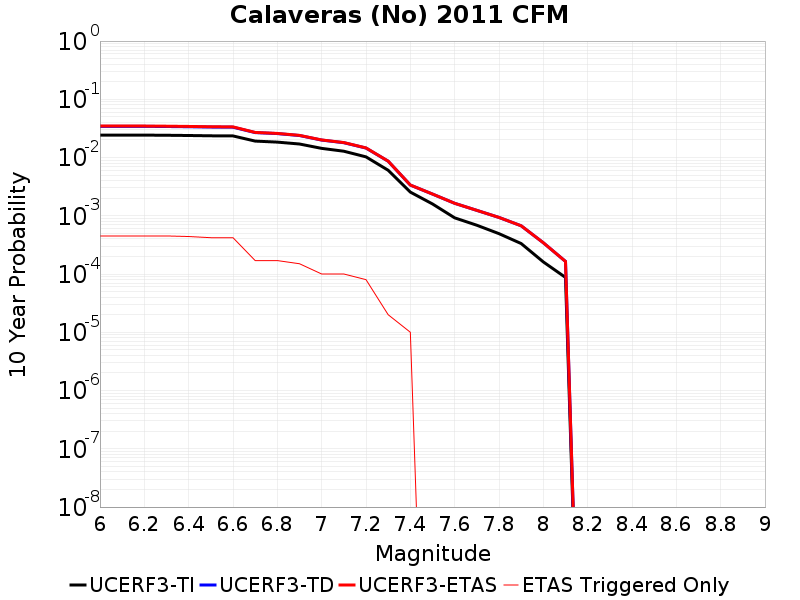 Calaveras (No) 2011 CFM
10 Year Probability
10^0
10^-1
10^-2
10^-3
10^-4
10^-5
10^-6
10^-7
10^-8
6 6.2 6.4 6.6 6.8 7 7.2 7.4 7.6 7.8 8 8.2 8.4 8.6 8.8 9
Magnitude
UCERF3-TI UCERF3-TD UCERF3-ETAS ETAS Triggered Only